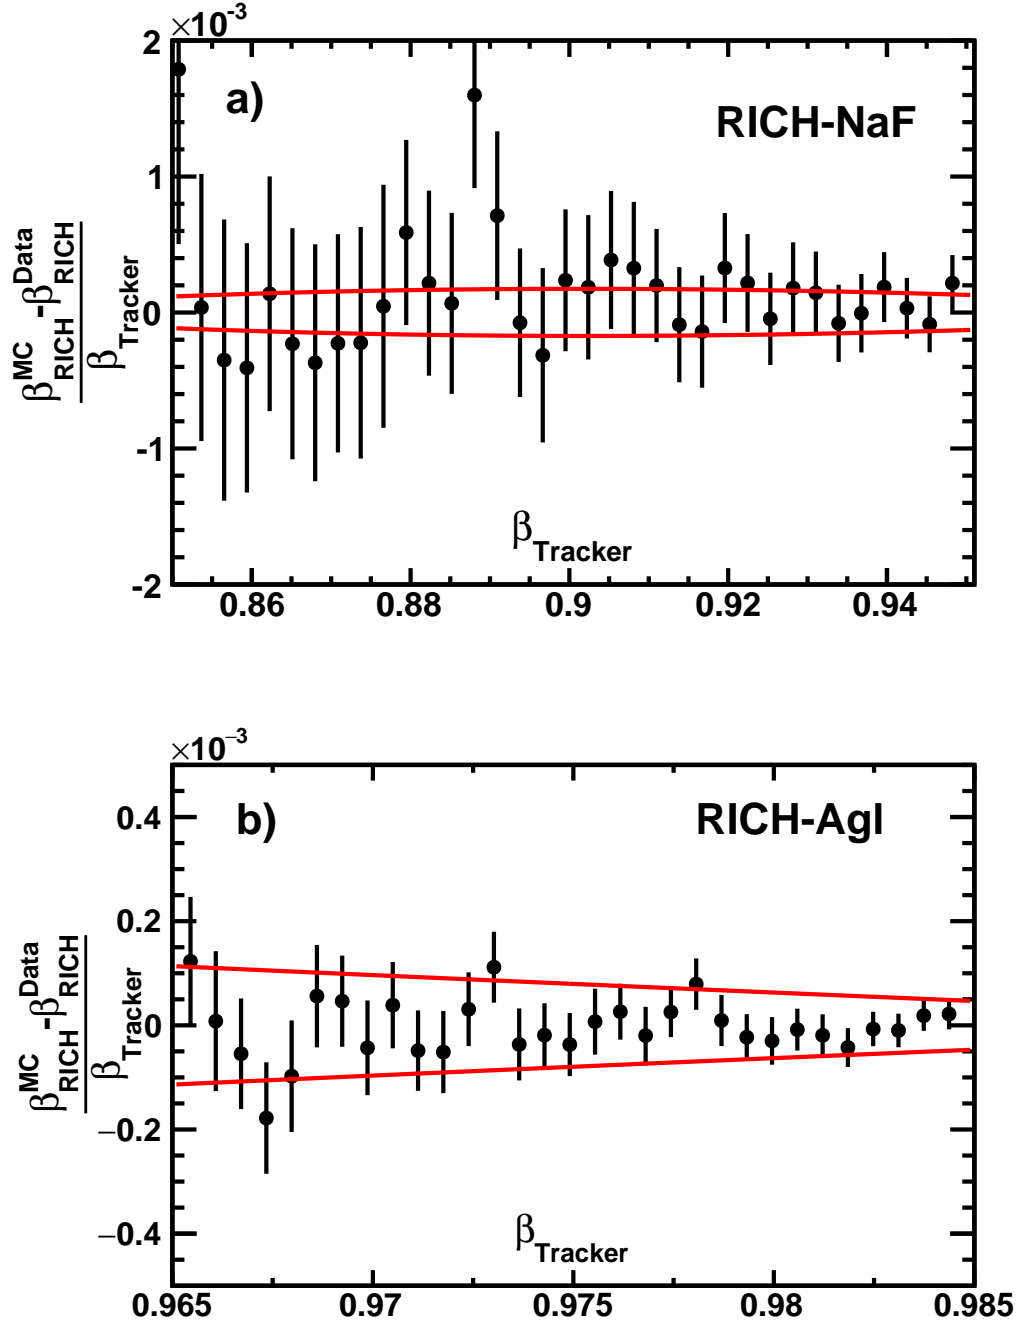 ×10⁻³
2
a)
RICH-NaF
1
0
-1
-2
β^MC_RICH-β^Data_RICH
β_Tracker
β_Tracker
0.86 0.88 0.9 0.92 0.94
×10⁻³
b)
RICH-Agl
0.4
0.2
0
−0.2
−0.4
β^MC_RICH-β^Data_RICH
β_Tracker
β_Tracker
0.965 0.97 0.975 0.98 0.985